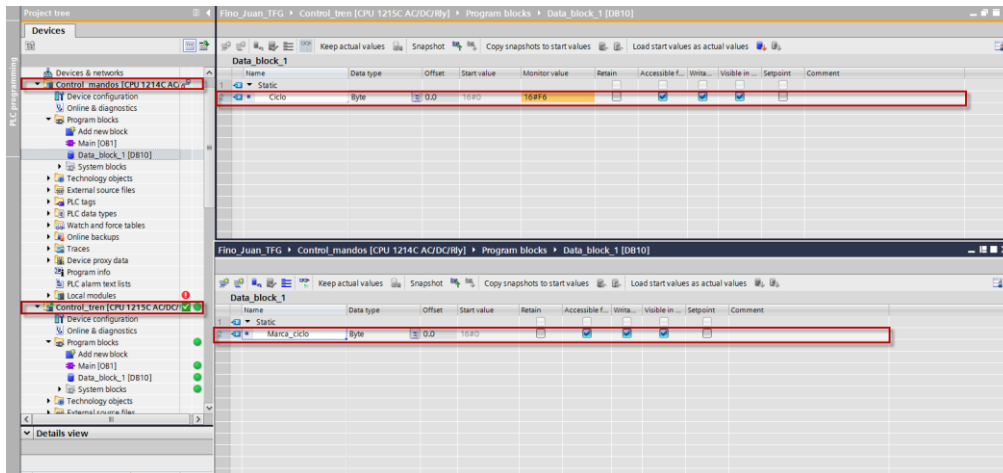 Project tree
Devices
Devices & networks
Control_mandos [CPU 1214C AC/D
Device configuration
Online & diagnostics
Program blocks
Add new block
Main [OB1]
Data_block_1 [DB10]
System blocks
Technology objects
External source files
PLC tags
PLC data types
Watch and force tables
Online backups
Traces
Device proxy data
Program info
PLC alarm text lists
Local modules
Control_tren [CPU 1215C AC/DC/
Device configuration
Online & diagnostics
Program blocks
Add new block
Main [OB1]
Data_block_1 [DB10]
System blocks
Technology objects
External source files
Details view
PLC programming
Fino_Juan_TFG Control_tren [CPU 1215C AC/DC/Rly] Program blocks Data_block_1 [DB10]
Keep actual values Snapshot Copy snapshots to start values Load start values as actual values
Data_block_1
Name Data type Offset Start value Monitor value Retain Accessible f... Writa... Visible in ... Setpoint Comment
1 Static
2 Ciclo Byte 0.0 16#0 16#F6
Fino_Juan_TFG Control_mandos [CPU 1214C AC/DC/Rly] Program blocks Data_block_1 [DB10]
Keep actual values Snapshot Copy snapshots to start values Load start values as actual values
Data_block_1
Name Data type Offset Start value Retain Accessible f... Writa... Visible in ... Setpoint Comment
1 Static
2 Marca_ciclo Byte 0.0 16#0